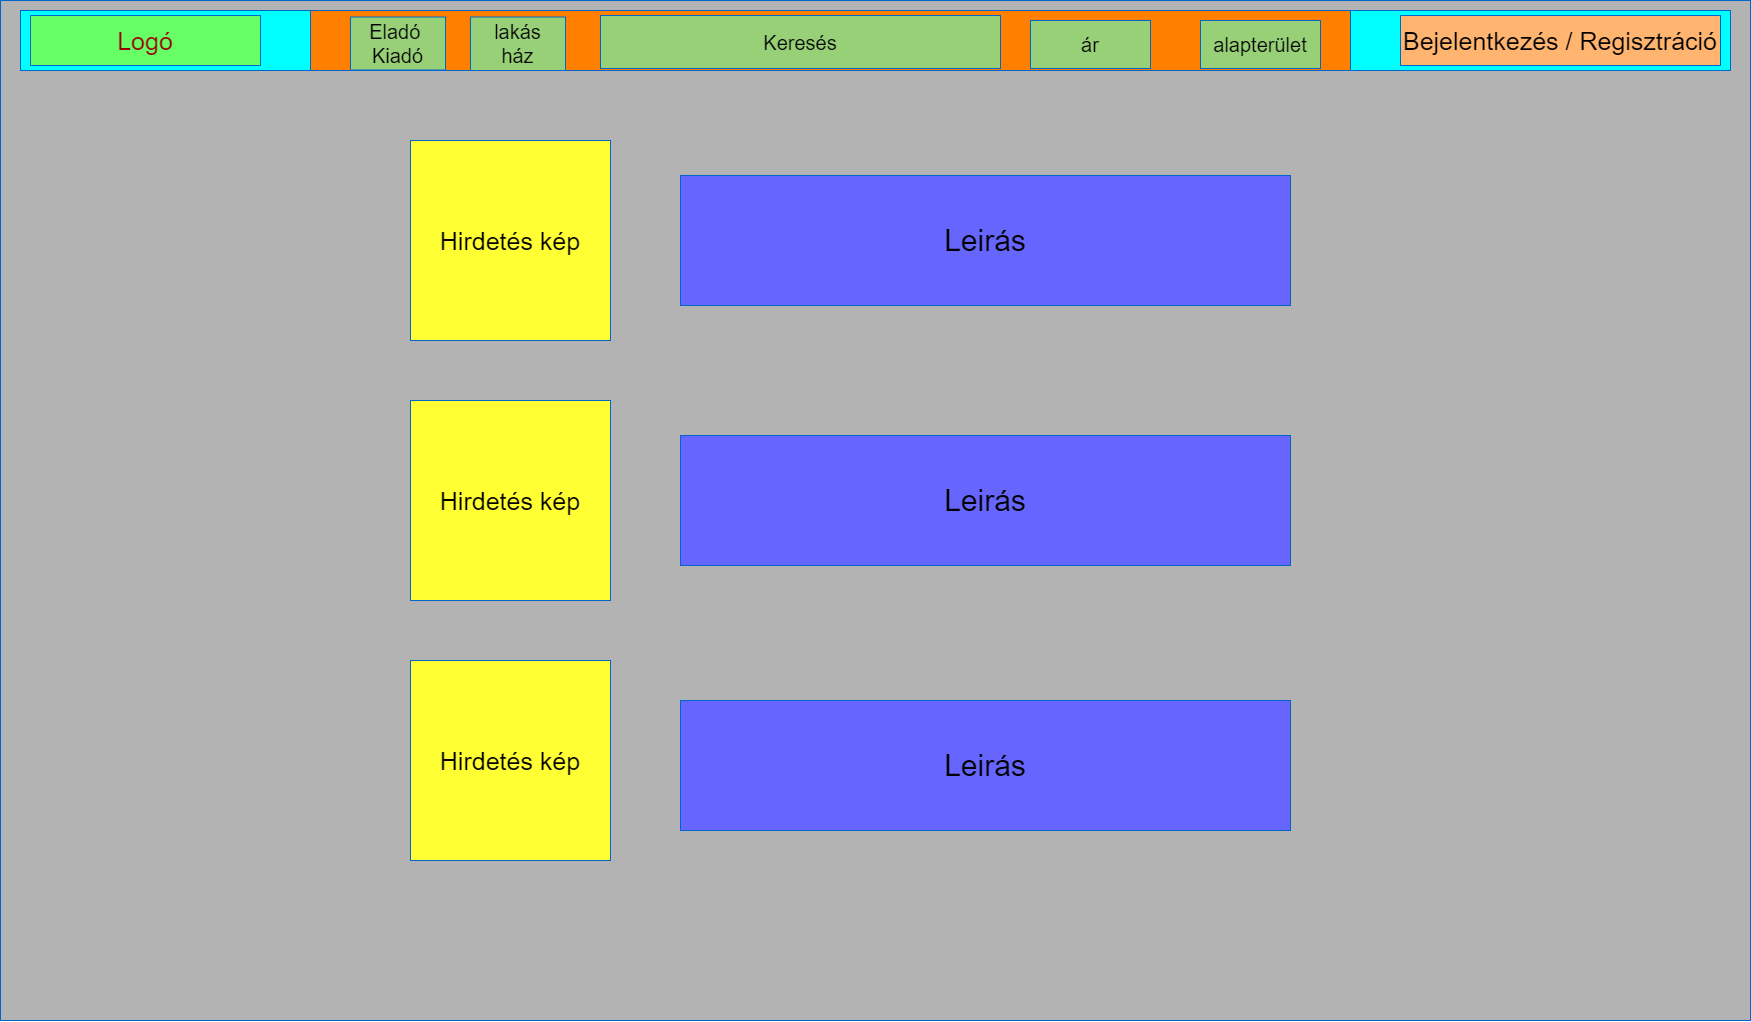 Logó
Eladó
Kiadó
lakás
ház
Keresés
ár
alapterület
Bejelentkezés / Regisztráció
Hirdetés kép
Leirás
Hirdetés kép
Leirás
Hirdetés kép
Leirás